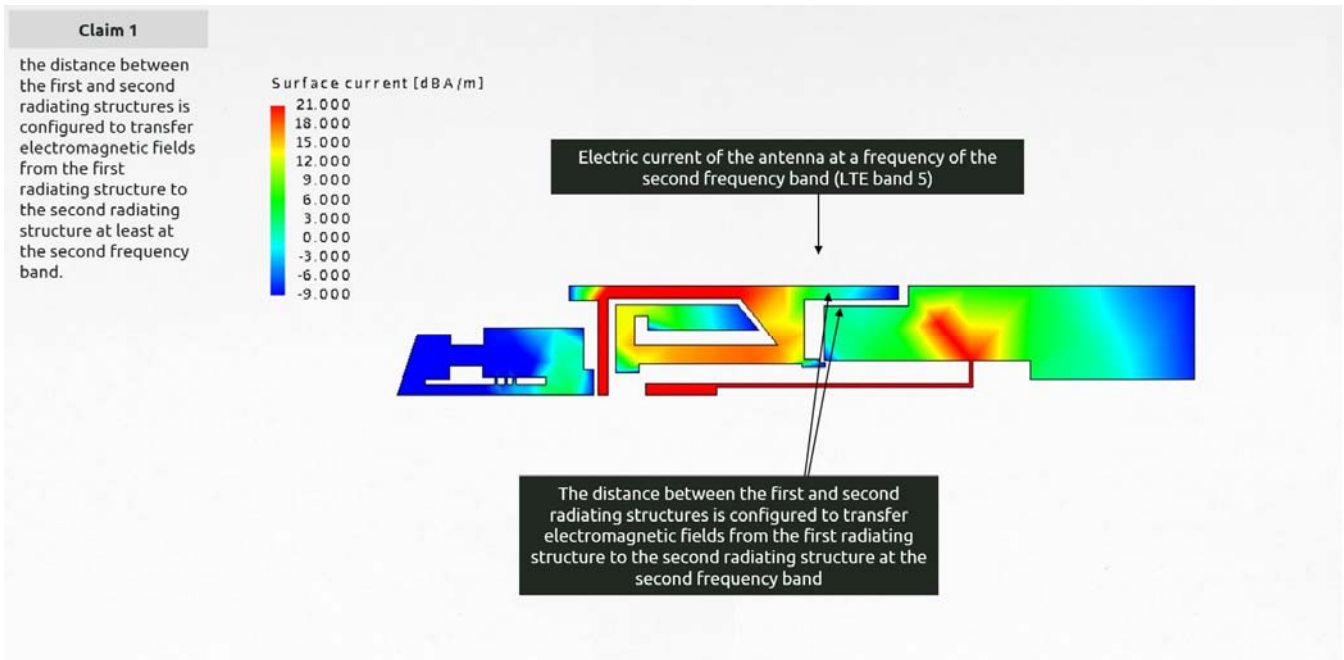 Claim 1
the distance between
the first and second
radiating structures is
configured to transfer
electromagnetic fields
from the first
radiating structure to
the second radiating
structure at least at
the second frequency
band.
Surface current [dBA/m]
21.000
18.000
15.000
12.000
9.000
6.000
3.000
0.000
-3.000
-6.000
-9.000
Electric current of the antenna at a frequency of the
second frequency band (LTE band 5)
The distance between the first and second
radiating structures is configured to transfer
electromagnetic fields from the first radiating
structure to the second radiating structure at the
second frequency band